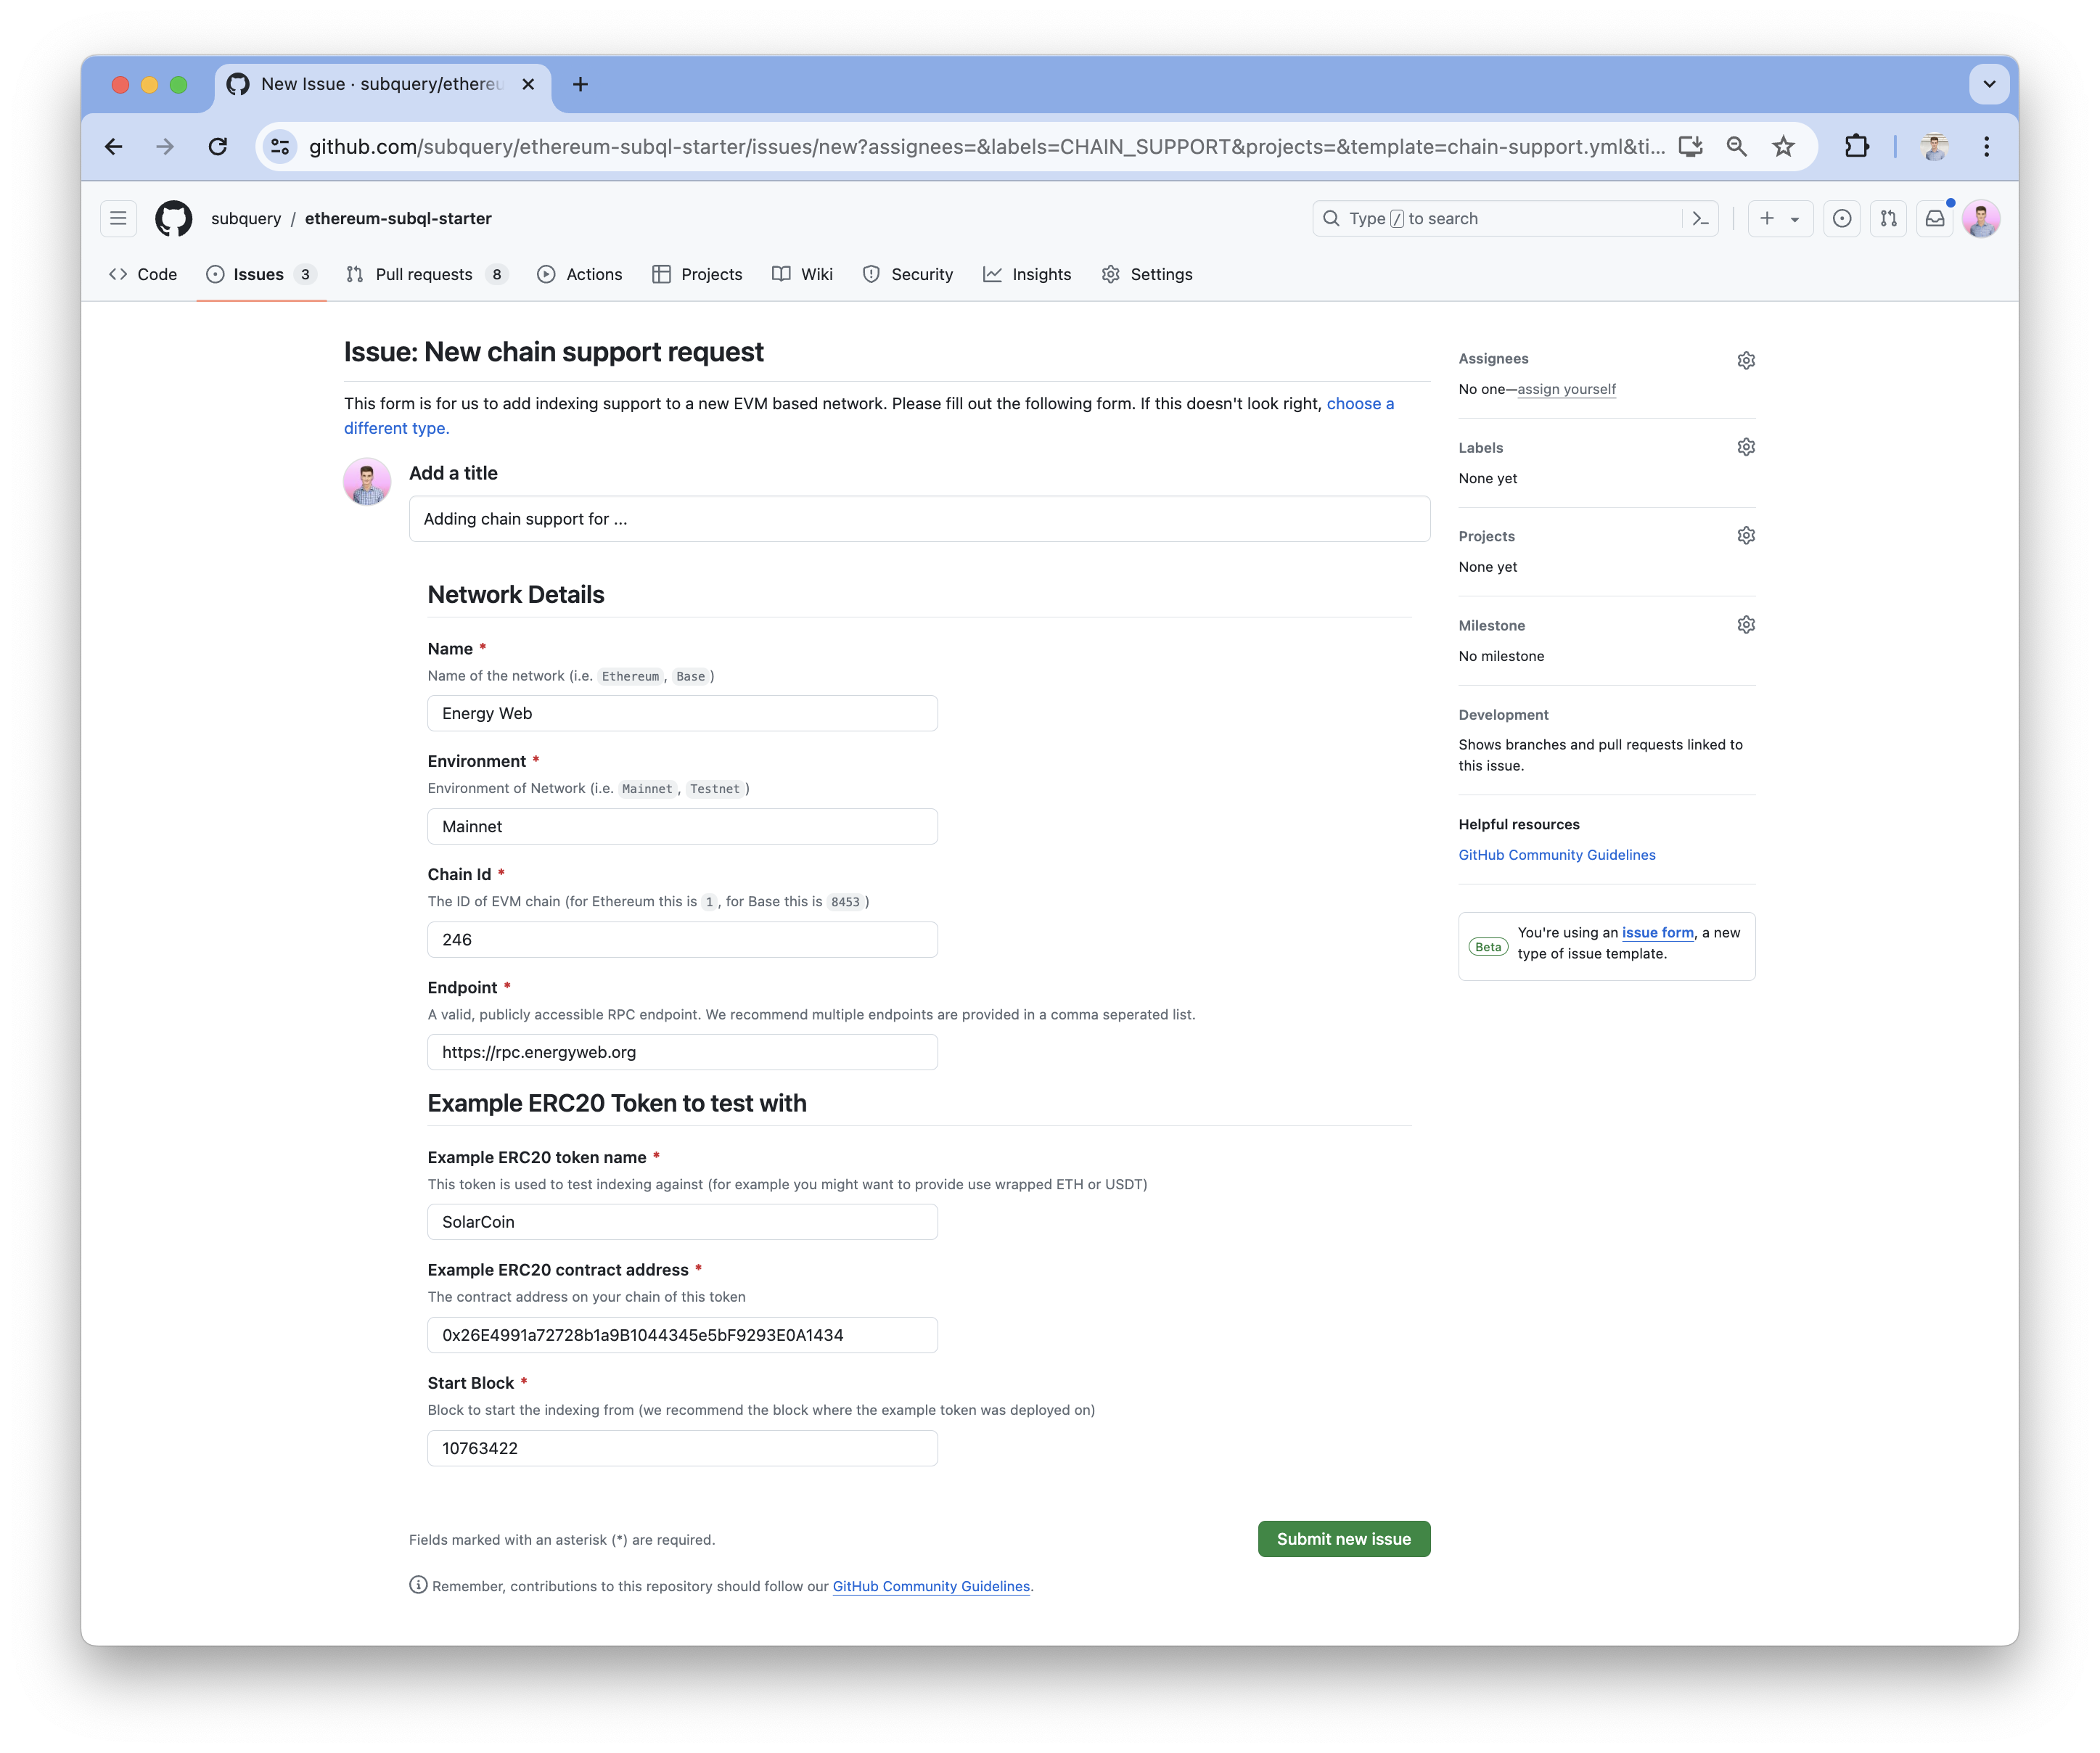 New Issue · subquery/ethereu
github.com/subquery/ethereum-subql-starter/issues/new?assignees=&labels=CHAIN_SUPPORT&projects=&template=chain-support.yml&ti...
subquery / ethereum-subql-starter
Type / to search
Code Issues 3 Pull requests 8 Actions Projects Wiki Security Insights Settings
Issue: New chain support request
This form is for us to add indexing support to a new EVM based network. Please fill out the following form. If this doesn't look right, choose a
different type.
Add a title
Adding chain support for ...
Network Details
Name *
Name of the network (i.e. Ethereum, Base)
Energy Web
Environment *
Environment of Network (i.e. Mainnet, Testnet)
Mainnet
Chain Id *
The ID of EVM chain (for Ethereum this is 1, for Base this is 8453)
246
Endpoint *
A valid, publicly accessible RPC endpoint. We recommend multiple endpoints are provided in a comma seperated list.
https://rpc.energyweb.org
Example ERC20 Token to test with
Example ERC20 token name *
This token is used to test indexing against (for example you might want to provide use wrapped ETH or USDT)
SolarCoin
Example ERC20 contract address *
The contract address on your chain of this token
0x26E4991a72728b1a9B1044345e5bF9293E0A1434
Start Block *
Block to start the indexing from (we recommend the block where the example token was deployed on)
10763422
Fields marked with an asterisk (*) are required.
Submit new issue
Remember, contributions to this repository should follow our GitHub Community Guidelines.
Assignees
No one—assign yourself
Labels
None yet
Projects
None yet
Milestone
No milestone
Development
Shows branches and pull requests linked to
this issue.
Helpful resources
GitHub Community Guidelines
Beta
You're using an issue form, a new
type of issue template.